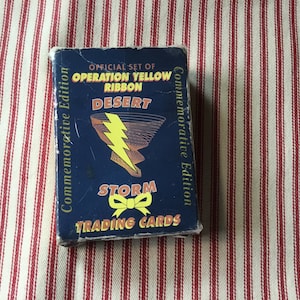 OFFICIAL SET OF
OPERATION YELLOW
RIBBON
DESERT
STORM
TRADING CARDS
Commemorative Edition
Commemorative Edition